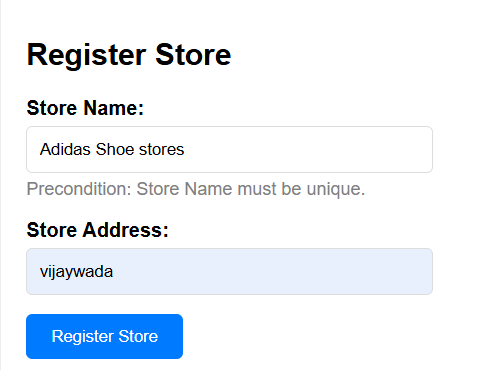 Register Store
Store Name:
Adidas Shoe stores
Precondition: Store Name must be unique.
Store Address:
vijaywada
Register Store